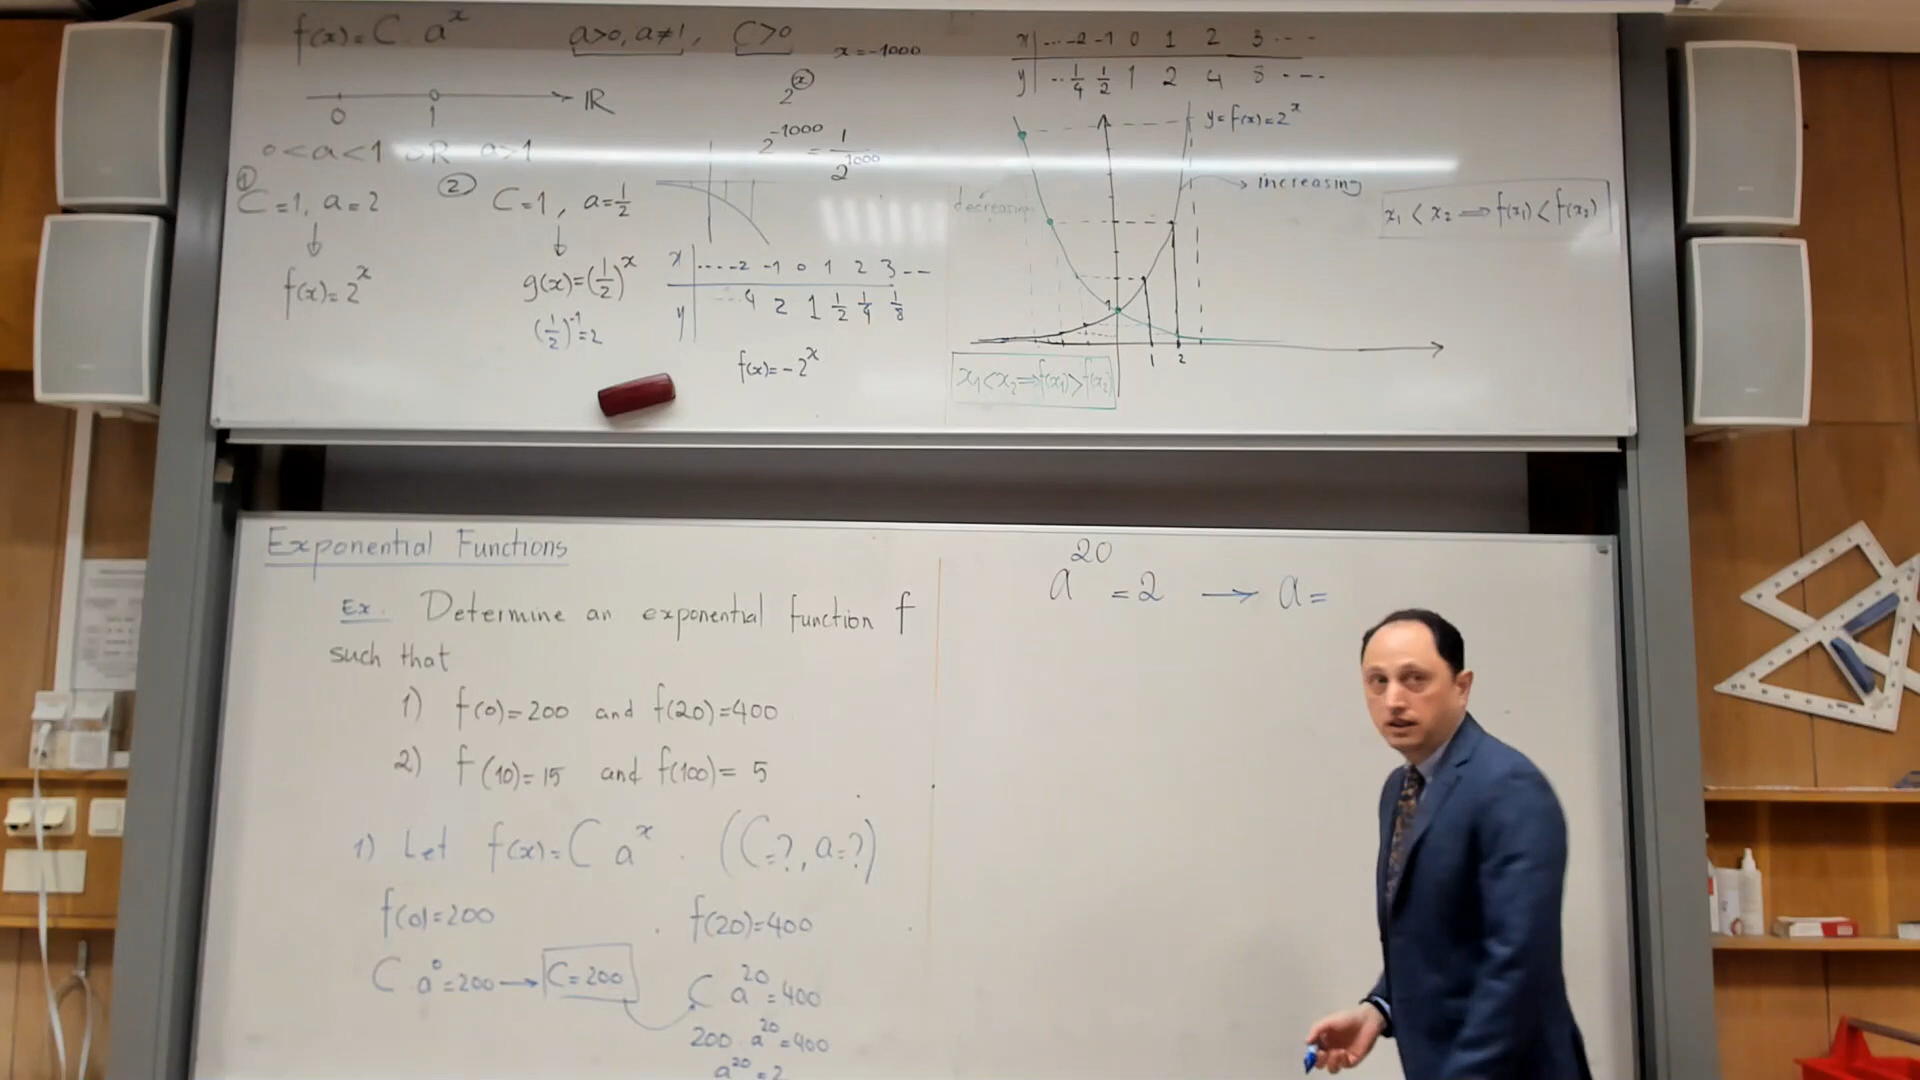 f(x)=C a^x a>0, a≠1, C>0 x=-1000
0 1 ℝ
2^x
2^-1000 = 1/2^1000
0<a<1 OR a>1
① C=1, a=2
f(x)=2^x
② C=1, a=1/2
g(x)=(1/2)^x
(1/2)^-1=2
x ....-2 -1 0 1 2 3 --
y ... 4 2 1 1/2 1/4 1/8
f(x)=-2^x
x ...-2 -1 0 1 2 3 ...
y ..1/4 1/2 1 2 4 8 ...
y=f(x)=2^x
decreasing
increasing
1
1 2
x₁<x₂⇒f(x₁)<f(x₂)
x₁<x₂⇒f(x₁)>f(x₂)
Exponential Functions
Ex. Determine an exponential function f
such that
1) f(0)=200 and f(20)=400
2) f(10)=15 and f(100)= 5
1) Let f(x)=C a^x . (C=?, a=?)
f(0)=200
C a^0=200→C=200
f(20)=400
C a^20=400
200 a^20=400
a^20=2
a^20=2 → a=